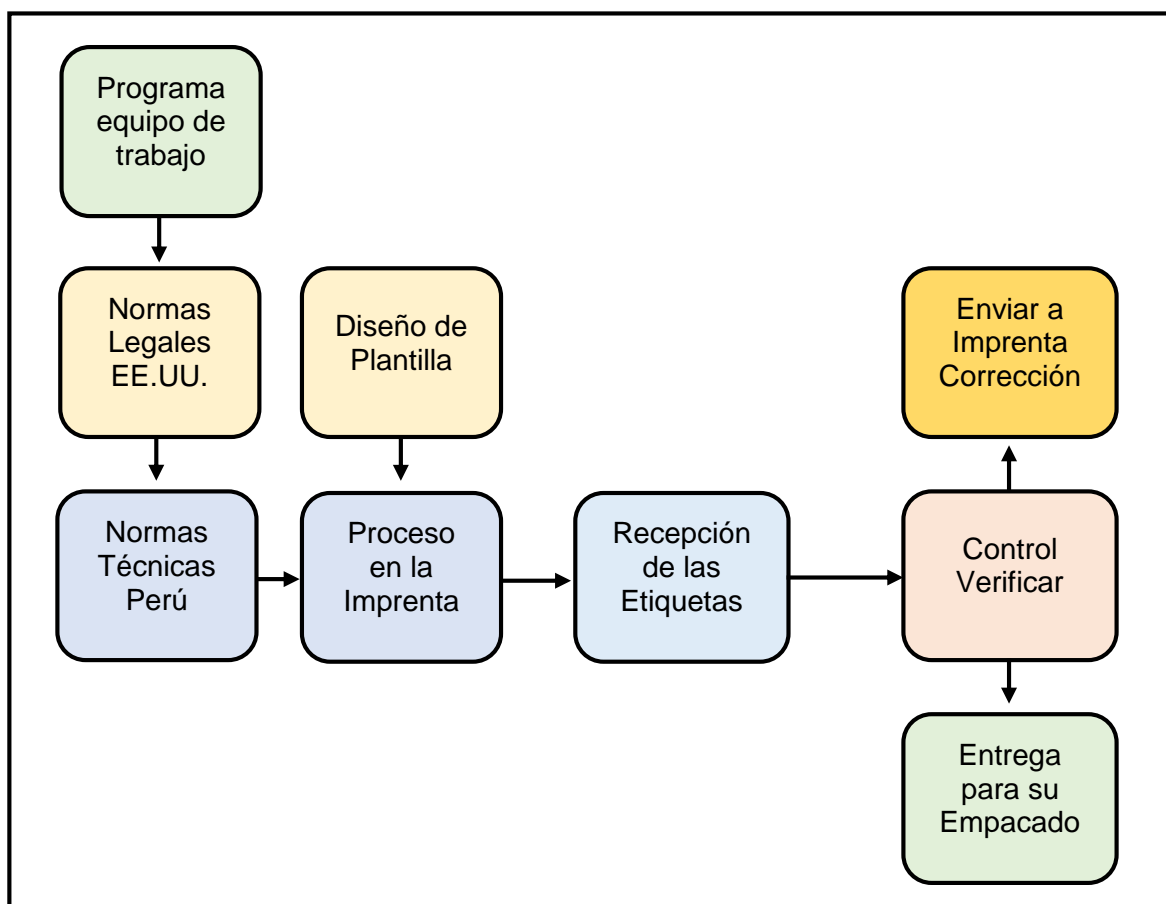 Programa
equipo de
trabajo
Normas
Legales
EE.UU.
Diseño de
Plantilla
Enviar a
Imprenta
Corrección
Normas
Técnicas
Perú
Proceso
en la
Imprenta
Recepción
de las
Etiquetas
Control
Verificar
Entrega
para su
Empacado